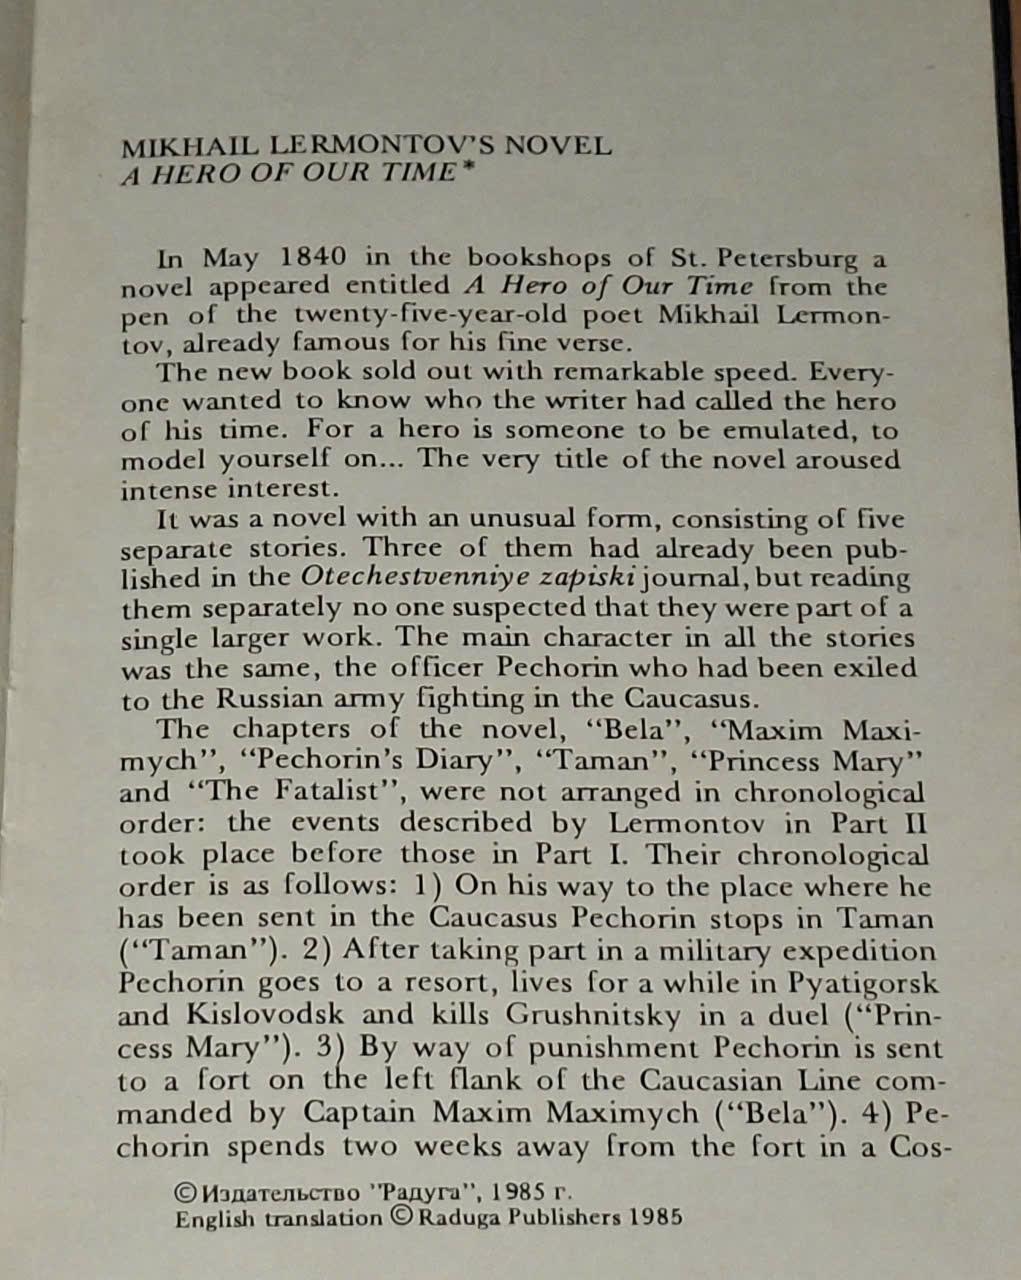 MIKHAIL LERMONTOV'S NOVEL
A HERO OF OUR TIME*
In May 1840 in the bookshops of St. Petersburg a
novel appeared entitled A Hero of Our Time from the
pen of the twenty-five-year-old poet Mikhail Lermon-
tov, already famous for his fine verse.
The new book sold out with remarkable speed. Every-
one wanted to know who the writer had called the hero
of his time. For a hero is someone to be emulated, to
model yourself on... The very title of the novel aroused
intense interest.
It was a novel with an unusual form, consisting of five
separate stories. Three of them had already been pub-
lished in the Otechestvenniye zapiski journal, but reading
them separately no one suspected that they were part of a
single larger work. The main character in all the stories
was the same, the officer Pechorin who had been exiled
to the Russian army fighting in the Caucasus.
The chapters of the novel, "Bela", "Maxim Maxi-
mych", "Pechorin's Diary", "Taman", "Princess Mary"
and "The Fatalist", were not arranged in chronological
order: the events described by Lermontov in Part II
took place before those in Part I. Their chronological
order is as follows: 1) On his way to the place where he
has been sent in the Caucasus Pechorin stops in Taman
("Taman"). 2) After taking part in a military expedition
Pechorin goes to a resort, lives for a while in Pyatigorsk
and Kislovodsk and kills Grushnitsky in a duel ("Prin-
cess Mary"). 3) By way of punishment Pechorin is sent
to a fort on the left flank of the Caucasian Line com-
manded by Captain Maxim Maximych ("Bela"). 4) Pe-
chorin spends two weeks away from the fort in a Cos-
© Издательство "Радуга", 1985 г.
English translation © Raduga Publishers 1985